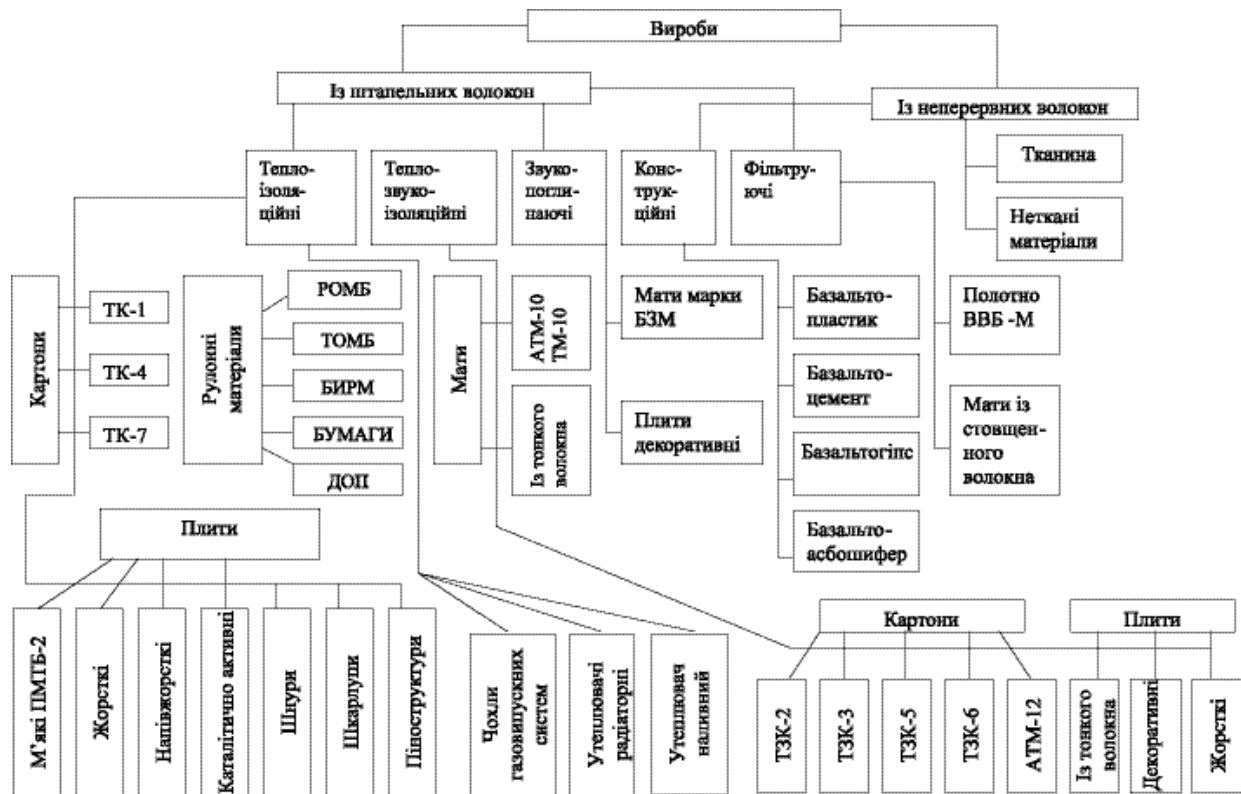 Вироби
Із штапельних волокон
Із неперервних волокон
Тепло-
ізоля-
ційні
Тепло-
звуко-
ізоляційні
Звуко-
погли-
наючі
Конс-
трук-
ційні
Фільтру-
ючі
Тканина
Неткані
матеріали
Картони
ТК-1
ТК-4
ТК-7
Рулонні
матеріали
РОМБ
ТОМБ
БИРМ
БУМАГИ
ДОП
Мати
АТМ-10
ТМ-10
Із тонкого
волокна
Мати марки
БЗМ
Плити
декоративні
Базальто-
пластик
Базальто-
цемент
Базальтогіпс
Базальто-
асбошифер
Полотно
ВВБ -М
Мати із
стовщен-
ного
волокна
Плити
М'які ПМТБ-2
Жорсткі
Напівжорсткі
Каталітично активні
Шнури
Шкарлупи
Піноструктури
Чохли
газовипускних
систем
Утеплювачі
радіаторні
Утеплювач
наливний
Картони
ТЗК-2
ТЗК-3
ТЗК-5
ТЗК-6
АТМ-12
Плити
Із тонкого
волокна
Декоративні
Жорсткі